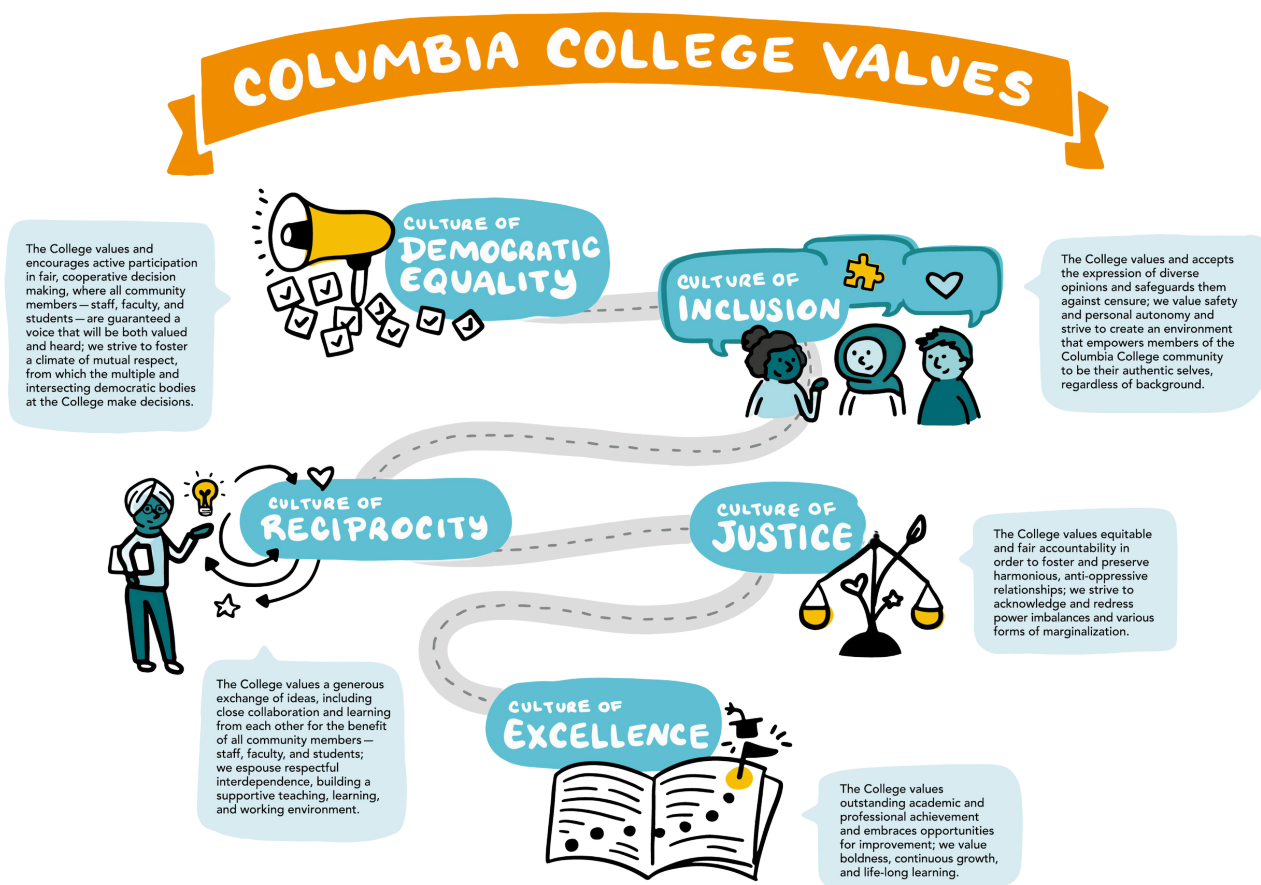 COLUMBIA COLLEGE VALUES
CULTURE OF
DEMOCRATIC
EQUALITY
The College values and
encourages active participation
in fair, cooperative decision
making, where all community
members—staff, faculty, and
students—are guaranteed a
voice that will be both valued
and heard; we strive to foster
a climate of mutual respect,
from which the multiple and
intersecting democratic bodies
at the College make decisions.
CULTURE OF
INCLUSION
The College values and accepts
the expression of diverse
opinions and safeguards them
against censure; we value safety
and personal autonomy and
strive to create an environment
that empowers members of the
Columbia College community
to be their authentic selves,
regardless of background.
CULTURE OF
RECIPROCITY
The College values a generous
exchange of ideas, including
close collaboration and learning
from each other for the benefit
of all community members—
staff, faculty, and students;
we espouse respectful
interdependence, building a
supportive teaching, learning,
and working environment.
CULTURE OF
JUSTICE
The College values equitable
and fair accountability in
order to foster and preserve
harmonious, anti-oppressive
relationships; we strive to
acknowledge and redress
power imbalances and various
forms of marginalization.
CULTURE OF
EXCELLENCE
The College values
outstanding academic and
professional achievement
and embraces opportunities
for improvement; we value
boldness, continuous growth,
and life-long learning.